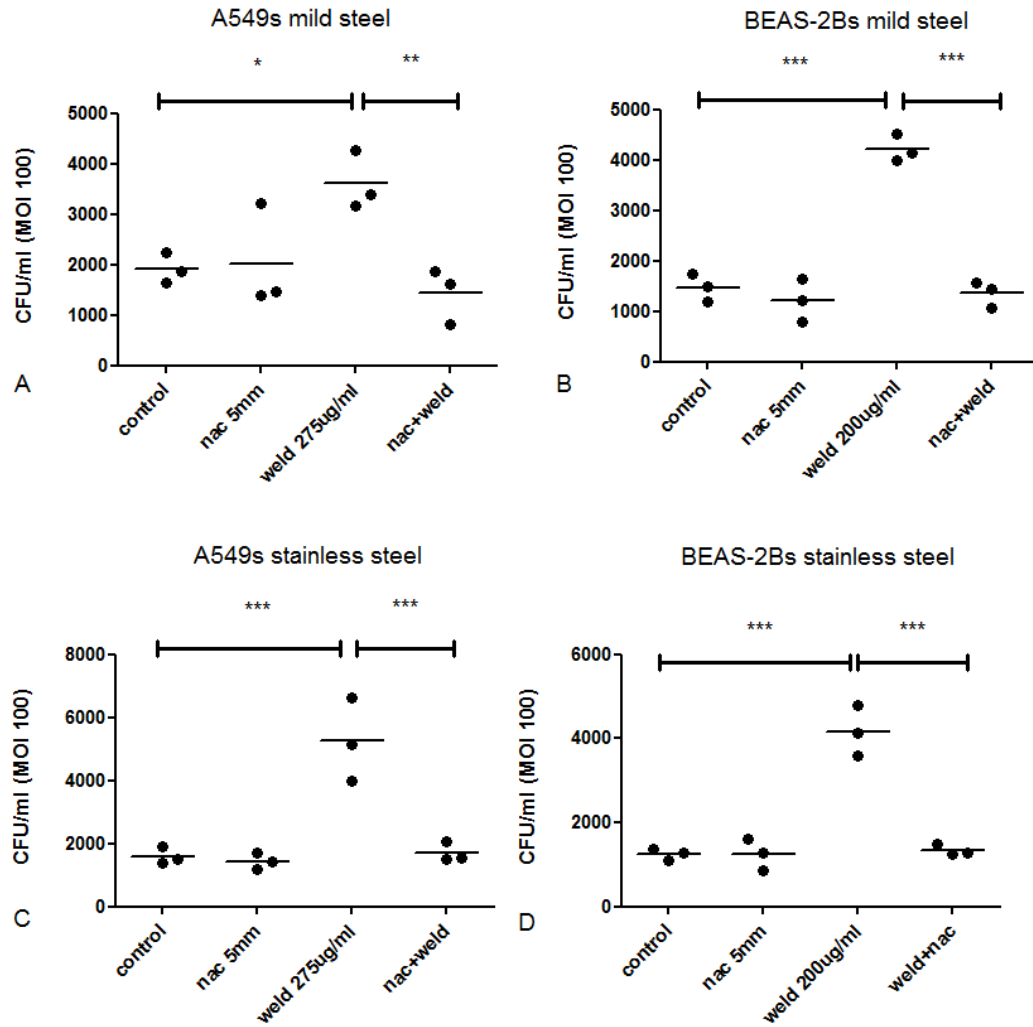 A549s mild steel
* **
CFU/ml (MOI 100)
5000
4000
3000
2000
1000
0
control
nac 5mm
weld 275ug/ml
nac+weld
A
BEAS-2Bs mild steel
*** ***
CFU/ml (MOI 100)
5000
4000
3000
2000
1000
0
control
nac 5mm
weld 200ug/ml
nac+weld
B
A549s stainless steel
*** ***
CFU/ml (MOI 100)
8000
6000
4000
2000
0
control
nac 5mm
weld 275ug/ml
nac+weld
C
BEAS-2Bs stainless steel
*** ***
CFU/ml (MOI 100)
6000
4000
2000
0
control
nac 5mm
weld 200ug/ml
weld+nac
D